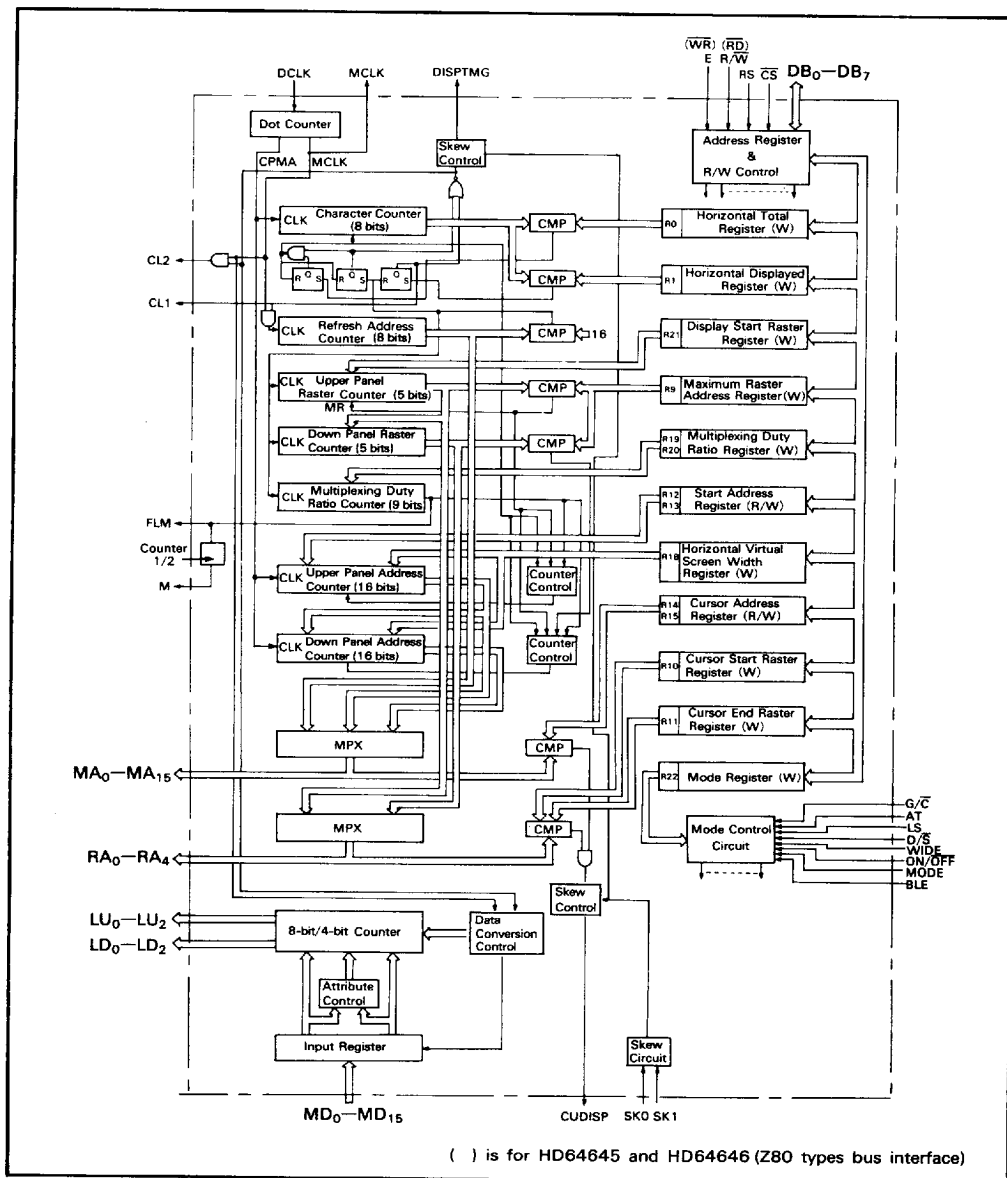 (WR) (RD)
E R/W
RS CS DB0—DB7
DCLK MCLK DISPTMG
Dot Counter
CPMA MCLK
Skew Control
Address Register & R/W Control
CLK Character Counter (8 bits)
CMP
R0 Horizontal Total Register (W)
CL2
R Q S
R Q S
R Q S
CMP
R1 Horizontal Displayed Register (W)
CL1
CLK Refresh Address Counter (8 bits)
CMP
16
R21 Display Start Raster Register (W)
CLK Upper Panel Raster Counter (5 bits)
MR
CMP
R9 Maximum Raster Address Register (W)
CLK Down Panel Raster Counter (5 bits)
CMP
R19 R20 Multiplexing Duty Ratio Register (W)
CLK Multiplexing Duty Ratio Counter (9 bits)
R12 R13 Start Address Register (R/W)
FLM
Counter 1/2
M
CLK Upper Panel Address Counter (16 bits)
Counter Control
R18 Horizontal Virtual Screen Width Register (W)
R14 R15 Cursor Address Register (R/W)
CLK Down Panel Address Counter (16 bits)
Counter Control
R10 Cursor Start Raster Register (W)
R11 Cursor End Raster Register (W)
MPX
CMP
MA0—MA15
R22 Mode Register (W)
MPX
CMP
RA0—RA4
Mode Control Circuit
G/C
AT
LS
D/S
WIDE
ON/OFF
MODE
BLE
Skew Control
LU0—LU2
LD0—LD2
8-bit/4-bit Counter
Data Conversion Control
Attribute Control
Input Register
Skew Circuit
MD0—MD15
CUDISP SK0 SK1
( ) is for HD64645 and HD64646 (Z80 types bus interface)